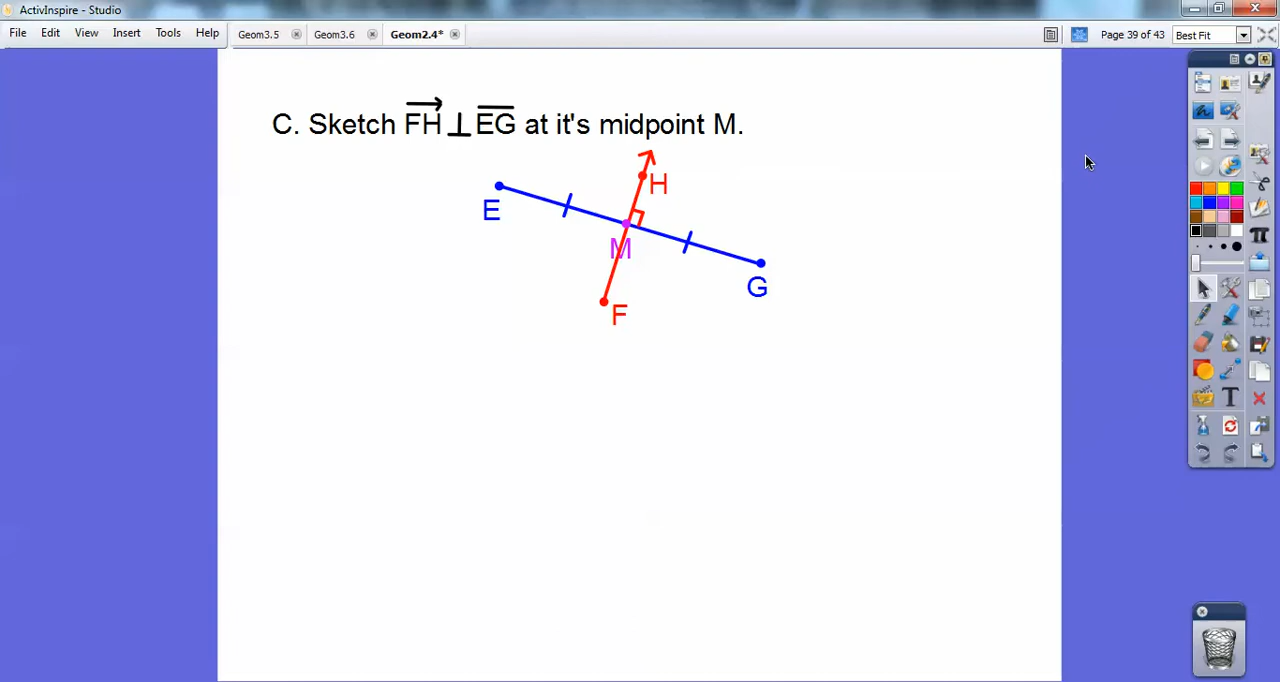 ActivInspire - Studio
File Edit View Insert Tools Help Geom3.5 Geom3.6 Geom2.4* Page 39 of 43 Best Fit
C. Sketch FH ⊥ EG at it's midpoint M.
H
E
M
G
F